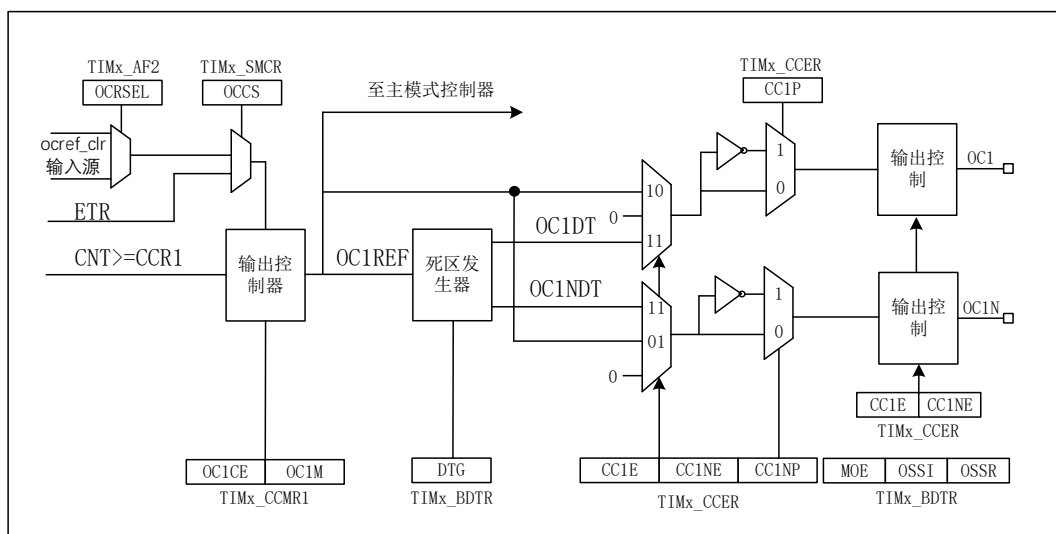 TIMx_AF2
OCRSEL
TIMx_SMCR
OCCS
至主模式控制器
TIMx_CCER
CC1P
ocref_clr
输入源
ETR
CNT>=CCR1
输出控
制器
OC1REF
死区发
生器
OC1DT
OC1NDT
10
0
11
11
01
0
1
0
1
0
输出控
制
OC1
输出控
制
OC1N
CC1E
CC1NE
TIMx_CCER
OC1CE
OC1M
TIMx_CCMR1
DTG
TIMx_BDTR
CC1E
CC1NE
CC1NP
TIMx_CCER
MOE
OSSI
OSSR
TIMx_BDTR